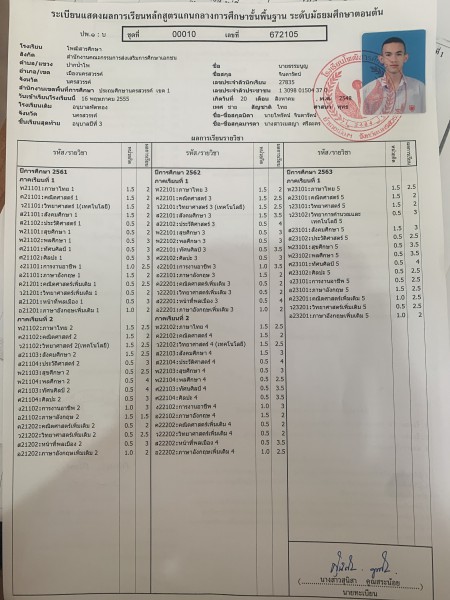 ระเบียนแสดงผลการเรียนหลักสูตรแกนกลางการศึกษาขั้นพื้นฐาน ระดับมัธยมศึกษาตอนต้น
ปพ.๑ : บ ชุดที่ 00010 เลขที่ 672105
โรงเรียน โพฒิสารศึกษา
สังกัด สำนักงานคณะกรรมการส่งเสริมการศึกษาเอกชน
ตำบล/แขวง ปากน้ำโพ
อำเภอ/เขต เมืองนครสวรรค์
จังหวัด นครสวรรค์
สำนักงานเขตพื้นที่การศึกษา ประถมศึกษานครสวรรค์ เขต 1
วันเข้าเรียน/โรงเรียนนี้ 16 พฤษภาคม 2555
โรงเรียนเดิม
จังหวัด นครสวรรค์
ชั้นเรียนสุดท้าย อนุบาลปีที่ 3
ชื่อ
ชื่อสกุล
เลขประจำตัวนักเรียน 27835
เลขประจำตัวประชาชน
เกิดวันที่ 20 เดือน สิงหาคม พ.ศ.
เพศ ชาย สัญชาติ ไทย ศาสนา พุทธ
ชื่อ-ชื่อสกุลบิดา
ชื่อ-ชื่อสกุลมารดา
ผลการเรียนรายวิชา
รหัส/รายวิชา หน่วยกิต ผลการเรียน รหัส/รายวิชา หน่วยกิต ผลการเรียน รหัส/รายวิชา หน่วยกิต ผลการเรียน
ปีการศึกษา 2561
ภาคเรียนที่ 1
ท21101:ภาษาไทย 1 1.5 2
ค21101:คณิตศาสตร์ 1 1.5 2
ว21101:วิทยาศาสตร์ 1(เทคโนโลยี) 1.5 2
ส21101:สังคมศึกษา 1 1.5 2
ส21102:ประวัติศาสตร์ 1 0.5 2
พ21101:สุขศึกษา 1 0.5 2
พ21102:พลศึกษา 1 0.5 3
ศ21101:ทัศนศิลป์ 1 0.5 3
ศ21102:ศิลปะ 1 0.5 3
ง21101:การงานอาชีพ 1 1.0 2.5
อ21101:ภาษาอังกฤษ 1 1.5 2
ค21201:คณิตศาสตร์เพิ่มเติม 1 0.5 2.5
ว21201:วิทยาศาสตร์เพิ่มเติม 1 0.5 2
ส21201:หน้าที่พลเมือง 1 0.5 3
อ21201:ภาษาอังกฤษเพิ่มเติม 1 1.0 2
ภาคเรียนที่ 2
ท21102:ภาษาไทย 2 1.5 2.5
ค21102:คณิตศาสตร์ 2 1.5 2
ว21102:วิทยาศาสตร์ 2(เทคโนโลยี) 1.5 2.5
ส21103:สังคมศึกษา 2 1.5 2.5
ส21104:ประวัติศาสตร์ 2 0.5 3
พ21103:สุขศึกษา 2 0.5 2.5
พ21104:พลศึกษา 2 0.5 4
ศ21103:ทัศนศิลป์ 2 0.5 4
ศ21104:ศิลปะ 2 0.5 4
ง21102:การงานอาชีพ 2 1.0 3
อ21102:ภาษาอังกฤษ 2 1.5 2.5
ค21202:คณิตศาสตร์เพิ่มเติม 2 0.5 2
ว21202:วิทยาศาสตร์เพิ่มเติม 2 0.5 2.5
ส21202:หน้าที่พลเมือง 2 0.5 3
อ21202:ภาษาอังกฤษเพิ่มเติม 2 1.0 2
ปีการศึกษา 2562
ภาคเรียนที่ 1
ท22101:ภาษาไทย 3 1.5 2
ค22101:คณิตศาสตร์ 3 1.5 2.5
ว22101:วิทยาศาสตร์ 3 (เทคโนโลยี) 1.5 2.5
ส22101:สังคมศึกษา 3 1.5 3.5
ส22102:ประวัติศาสตร์ 3 0.5 4
พ22101:สุขศึกษา 3 0.5 3
พ22102:พลศึกษา 3 0.5 3
ศ22101:ทัศนศิลป์ 3 0.5 3.5
ศ22102:ศิลปะ 3 0.5 3
ง22101:การงานอาชีพ 3 1.0 3.5
อ22101:ภาษาอังกฤษ 3 1.5 2
ค22201:คณิตศาสตร์เพิ่มเติม 3 0.5 2
ว22201:วิทยาศาสตร์เพิ่มเติม 3 0.5 2.5
ส22201:หน้าที่พลเมือง 3 0.5 4
อ22201:ภาษาอังกฤษเพิ่มเติม 3 1.0 2
ภาคเรียนที่ 2
ท22102:ภาษาไทย 4 1.5 2.5
ค22102:คณิตศาสตร์ 4 1.5 2
ว22102:วิทยาศาสตร์ 4 (เทคโนโลยี) 1.5 2.5
ส22103:สังคมศึกษา 4 1.5 3
ส22104:ประวัติศาสตร์ 4 0.5 3.5
พ22103:สุขศึกษา 4 0.5 3
พ22104:พลศึกษา 4 0.5 2.5
ศ22103:ทัศนศิลป์ 4 0.5 3.5
ศ22104:ศิลปะ 4 0.5 3.5
ง22102:การงานอาชีพ 4 1.0 3
อ22102:ภาษาอังกฤษ 4 1.5 2
ค22202:คณิตศาสตร์เพิ่มเติม 4 0.5 2
ว22202:วิทยาศาสตร์เพิ่มเติม 4 0.5 3
ส22202:หน้าที่พลเมือง 4 0.5 3.5
อ22202:ภาษาอังกฤษเพิ่มเติม 4 1.0 2.5
ปีการศึกษา 2563
ภาคเรียนที่ 1
ท23101:ภาษาไทย 5 1.5 2.5
ค23101:คณิตศาสตร์ 5 1.5 2
ว23101:วิทยาศาสตร์ 5 1.5 2
ว23102:วิทยาการคำนวณและ 0.5 3
เทคโนโลยี 5
ส23101:สังคมศึกษา 5 1.5 3
ส23102:ประวัติศาสตร์ 5 0.5 2.5
พ23101:สุขศึกษา 5 0.5 3.5
พ23102:พลศึกษา 5 0.5 3.5
ศ23101:ทัศนศิลป์ 5 0.5 4
ศ23102:ศิลปะ 5 0.5 2.5
อ23101:ภาษาอังกฤษ 5 1.5 2.5
ง23101:การงานอาชีพ 5 1.0 2.5
ค23201:คณิตศาสตร์เพิ่มเติม 5 0.5 2.5
ว23201:วิทยาศาสตร์เพิ่มเติม 5 0.5 2.5
อ23201:ภาษาอังกฤษเพิ่มเติม 5 1.0 2.5
นายทะเบียน